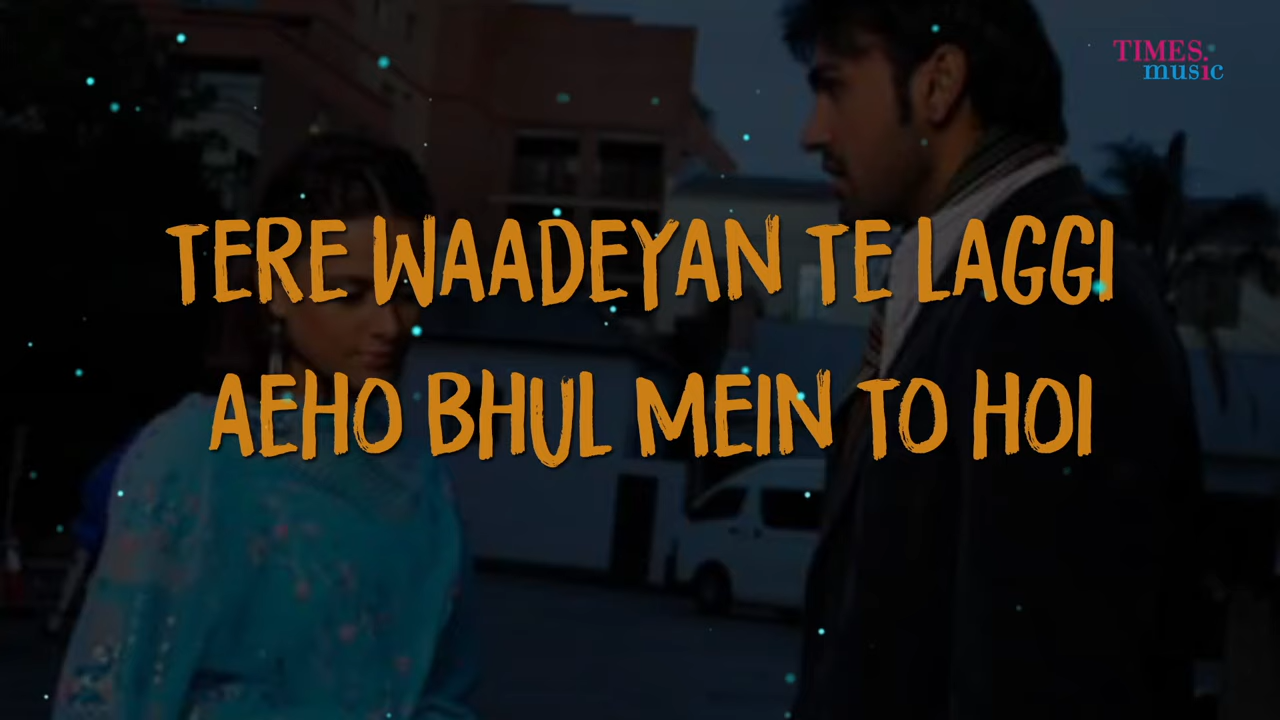 TIMES.
music
TERE WAADEYAN TE LAGGI
AEHO BHUL MEIN TO HOI